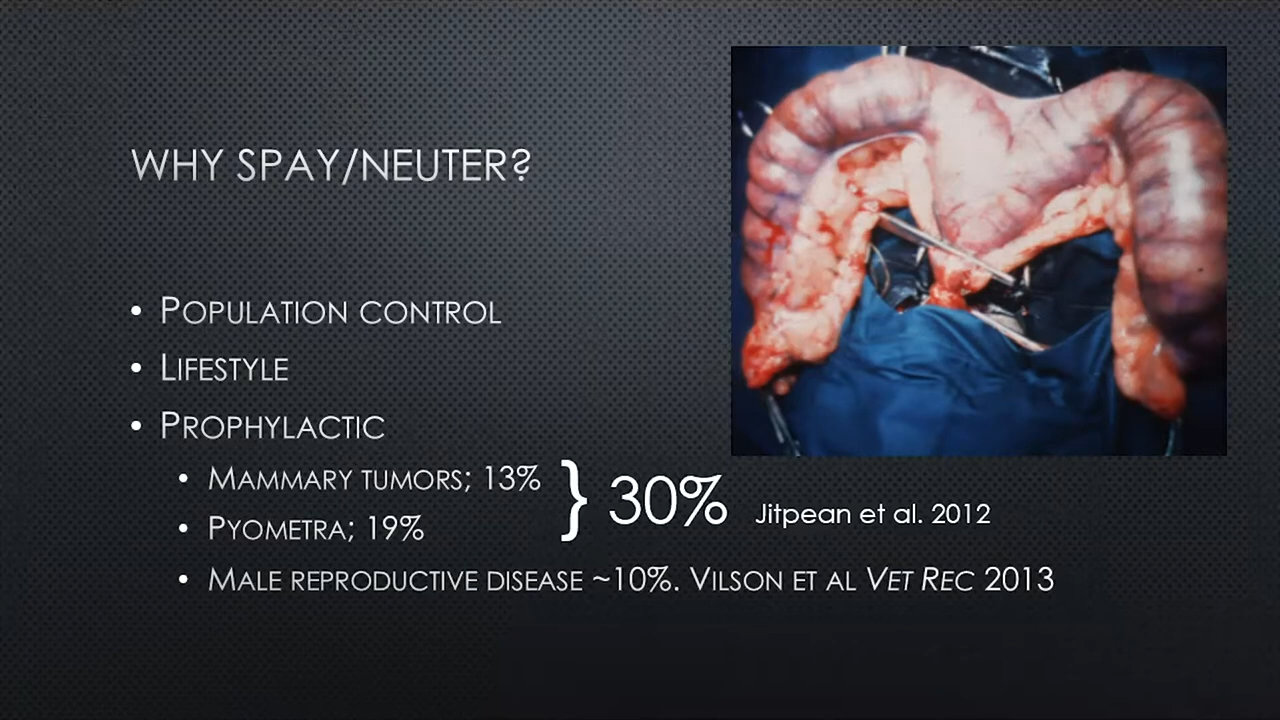 WHY SPAY/NEUTER?
• POPULATION CONTROL
• LIFESTYLE
• PROPHYLACTIC
• MAMMARY TUMORS; 13%
• PYOMETRA; 19%
} 30% Jitpean et al. 2012
• MALE REPRODUCTIVE DISEASE ~10%. VILSON ET AL VET REC 2013